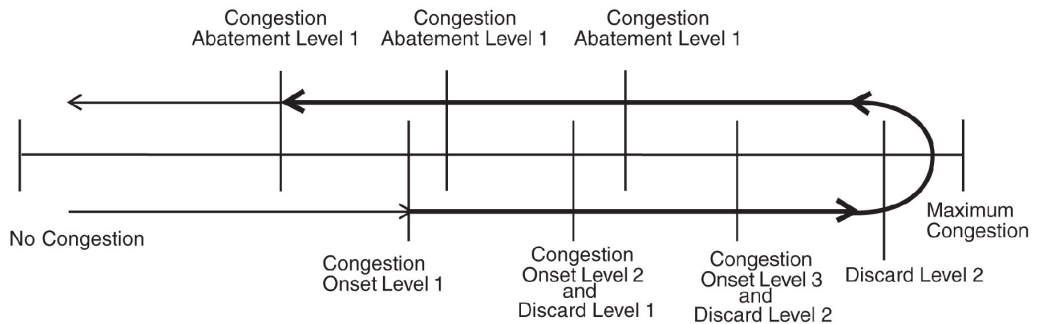 Congestion
Abatement Level 1
Congestion
Abatement Level 1
Congestion
Abatement Level 1
No Congestion
Maximum
Congestion
Congestion
Onset Level 1
Congestion
Onset Level 2
and
Discard Level 1
Congestion
Onset Level 3
and
Discard Level 2
Discard Level 2